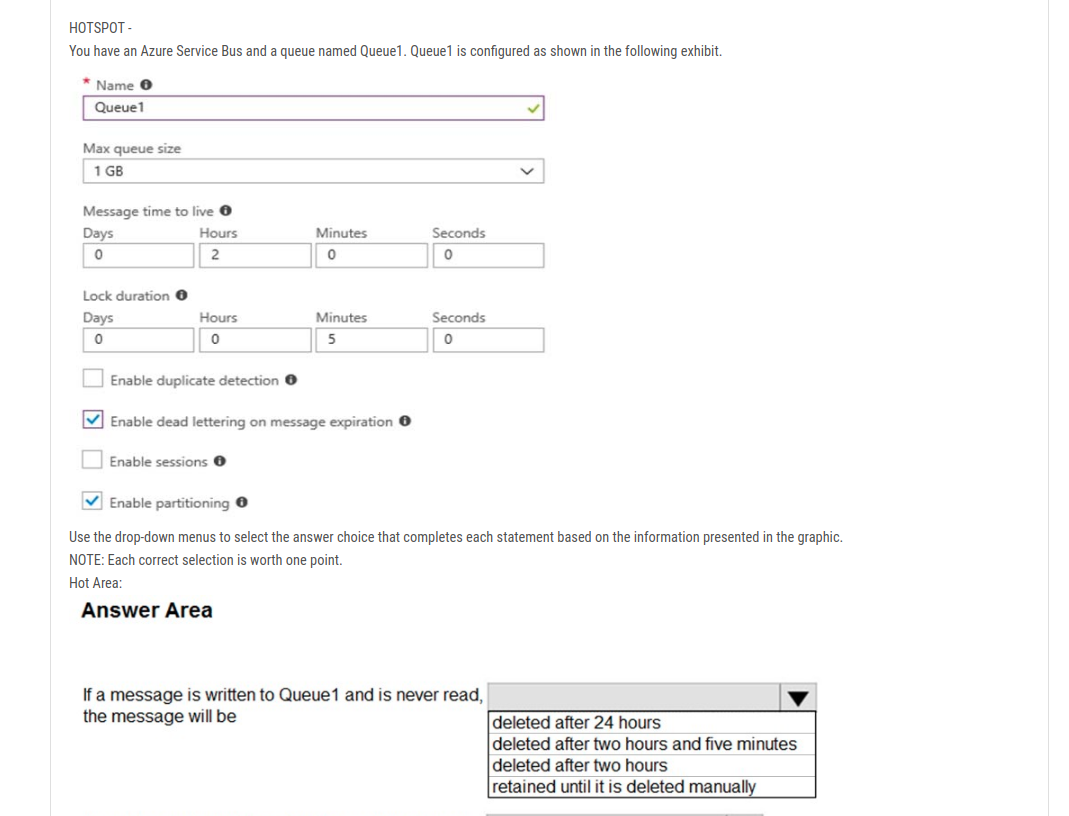 HOTSPOT -
You have an Azure Service Bus and a queue named Queue1. Queue1 is configured as shown in the following exhibit.
* Name
Queue1
Max queue size
1 GB
Message time to live
Days Hours Minutes Seconds
0 2 0 0
Lock duration
Days Hours Minutes Seconds
0 0 5 0
Enable duplicate detection
Enable dead lettering on message expiration
Enable sessions
Enable partitioning
Use the drop-down menus to select the answer choice that completes each statement based on the information presented in the graphic.
NOTE: Each correct selection is worth one point.
Hot Area:
Answer Area
If a message is written to Queue1 and is never read,
the message will be
deleted after 24 hours
deleted after two hours and five minutes
deleted after two hours
retained until it is deleted manually